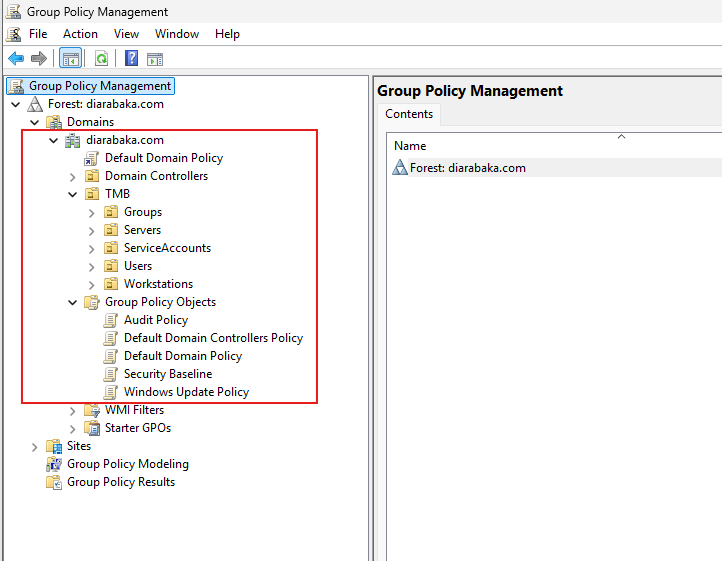 Group Policy Management
File Action View Window Help
Group Policy Management
Forest: diarabaka.com
Domains
diarabaka.com
Default Domain Policy
Domain Controllers
TMB
Groups
Servers
ServiceAccounts
Users
Workstations
Group Policy Objects
Audit Policy
Default Domain Controllers Policy
Default Domain Policy
Security Baseline
Windows Update Policy
WMI Filters
Starter GPOs
Sites
Group Policy Modeling
Group Policy Results
Group Policy Management
Contents
Name
Forest: diarabaka.com